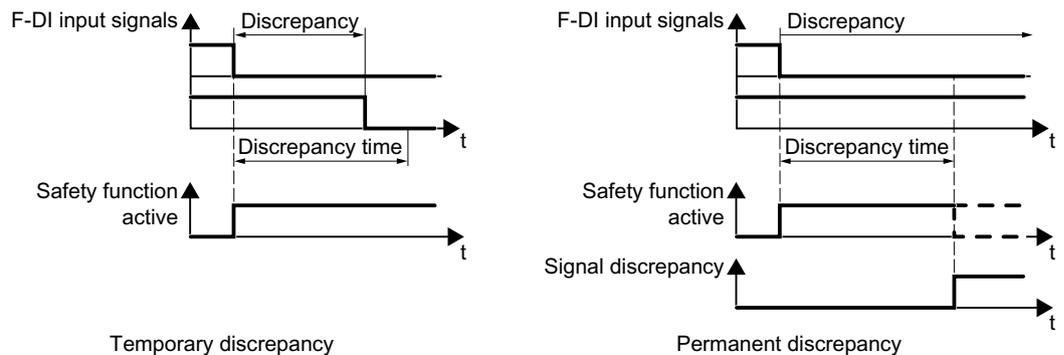 F-DI input signals
Discrepancy
t
Discrepancy time
Safety function
active
t
Temporary discrepancy
F-DI input signals
Discrepancy
t
Discrepancy time
Safety function
active
t
Signal discrepancy
t
Permanent discrepancy